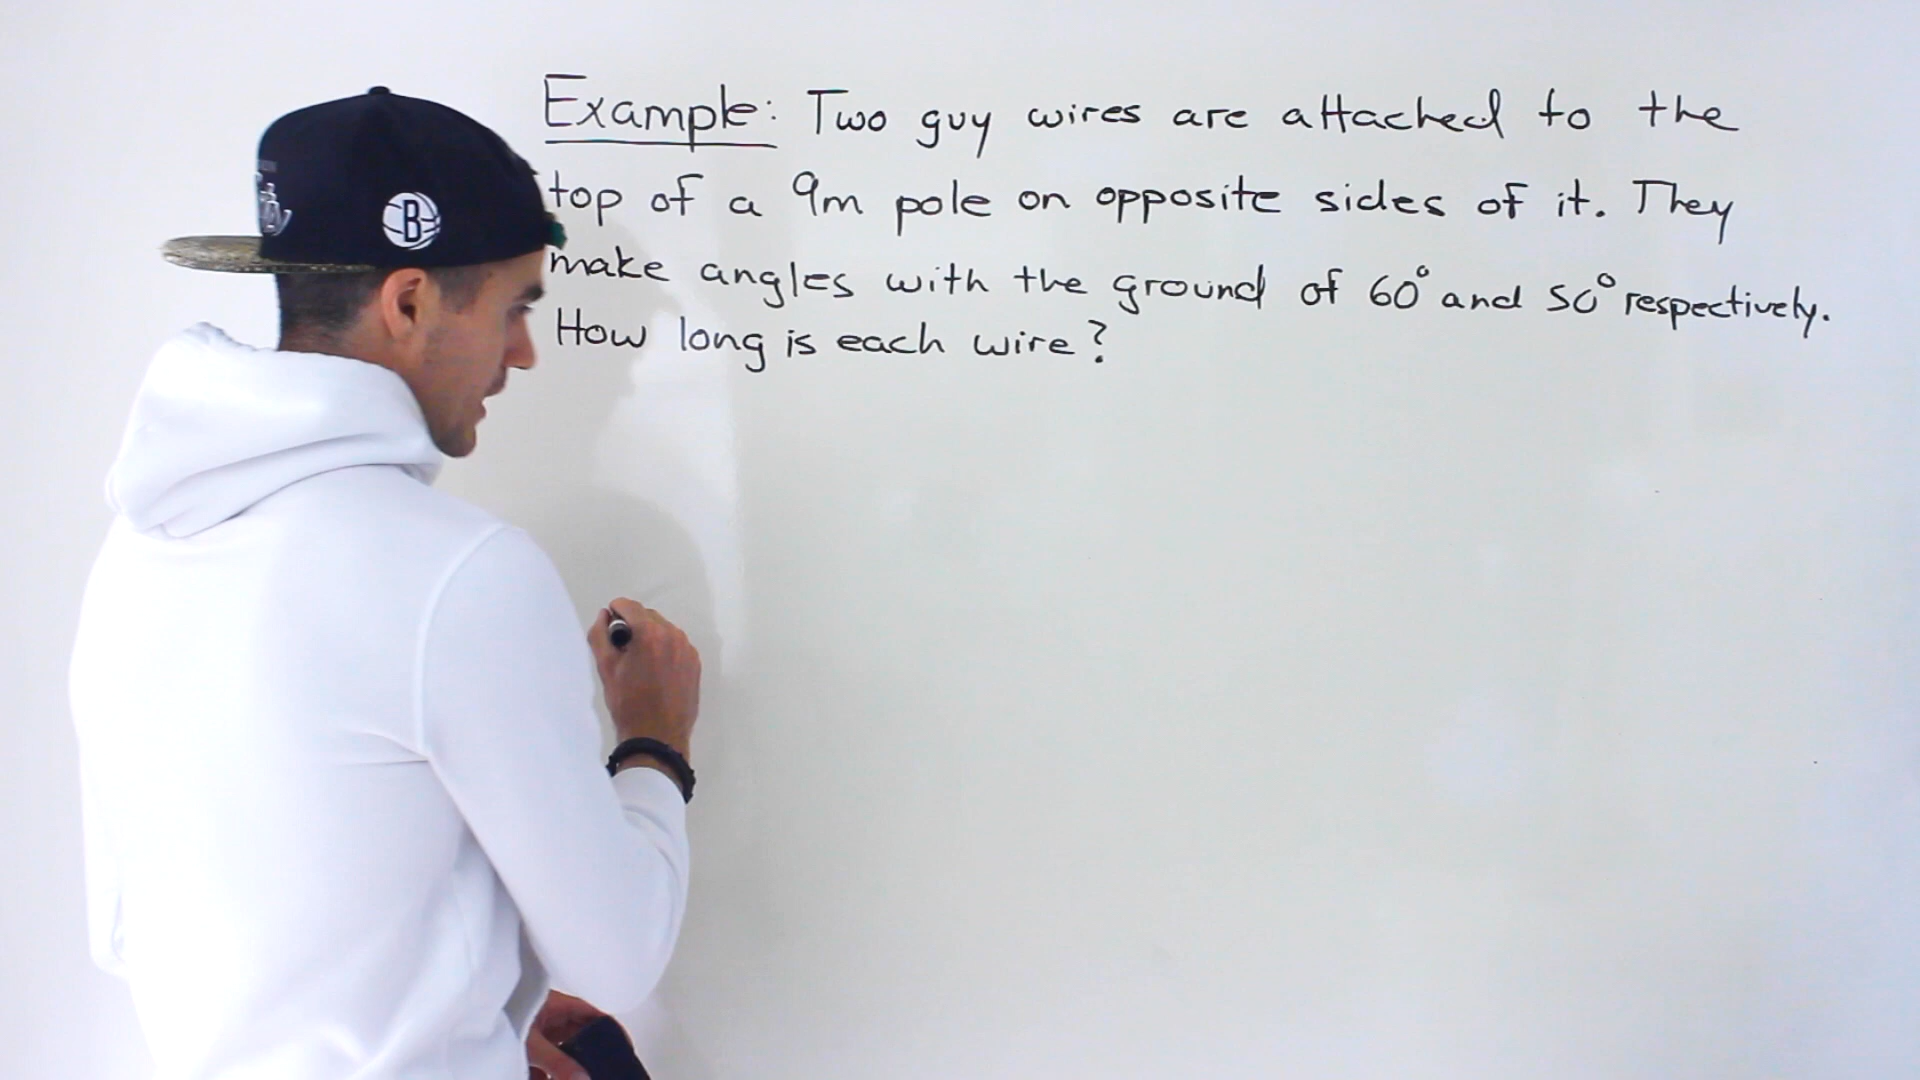 Example: Two guy wires are attached to the
top of a 9m pole on opposite sides of it. They
make angles with the ground of 60° and 50° respectively.
How long is each wire?
B